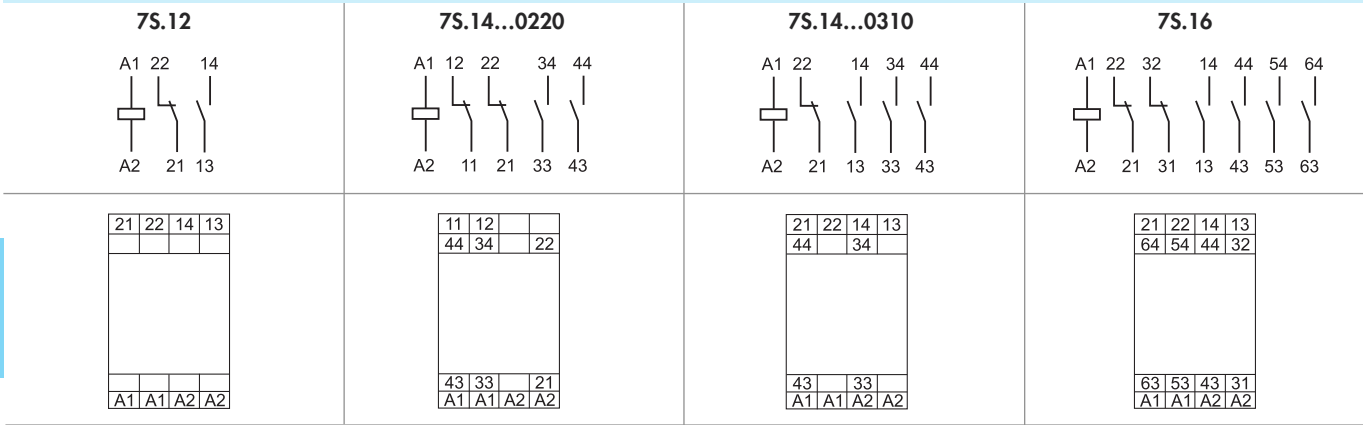 7S.12 7S.14...0220 7S.14...0310 7S.16
A1 22 14 A1 12 22 34 44 A1 22 14 34 44 A1 22 32 14 44 54 64
A2 21 13 A2 11 21 33 43 A2 21 13 33 43 A2 21 31 13 43 53 63
21 22 14 13 11 12 21 22 14 13 21 22 14 13
44 34 22 44 34 64 54 44 32
43 33 21 43 33 63 53 43 31
A1 A1 A2 A2 A1 A1 A2 A2 A1 A1 A2 A2 A1 A1 A2 A2